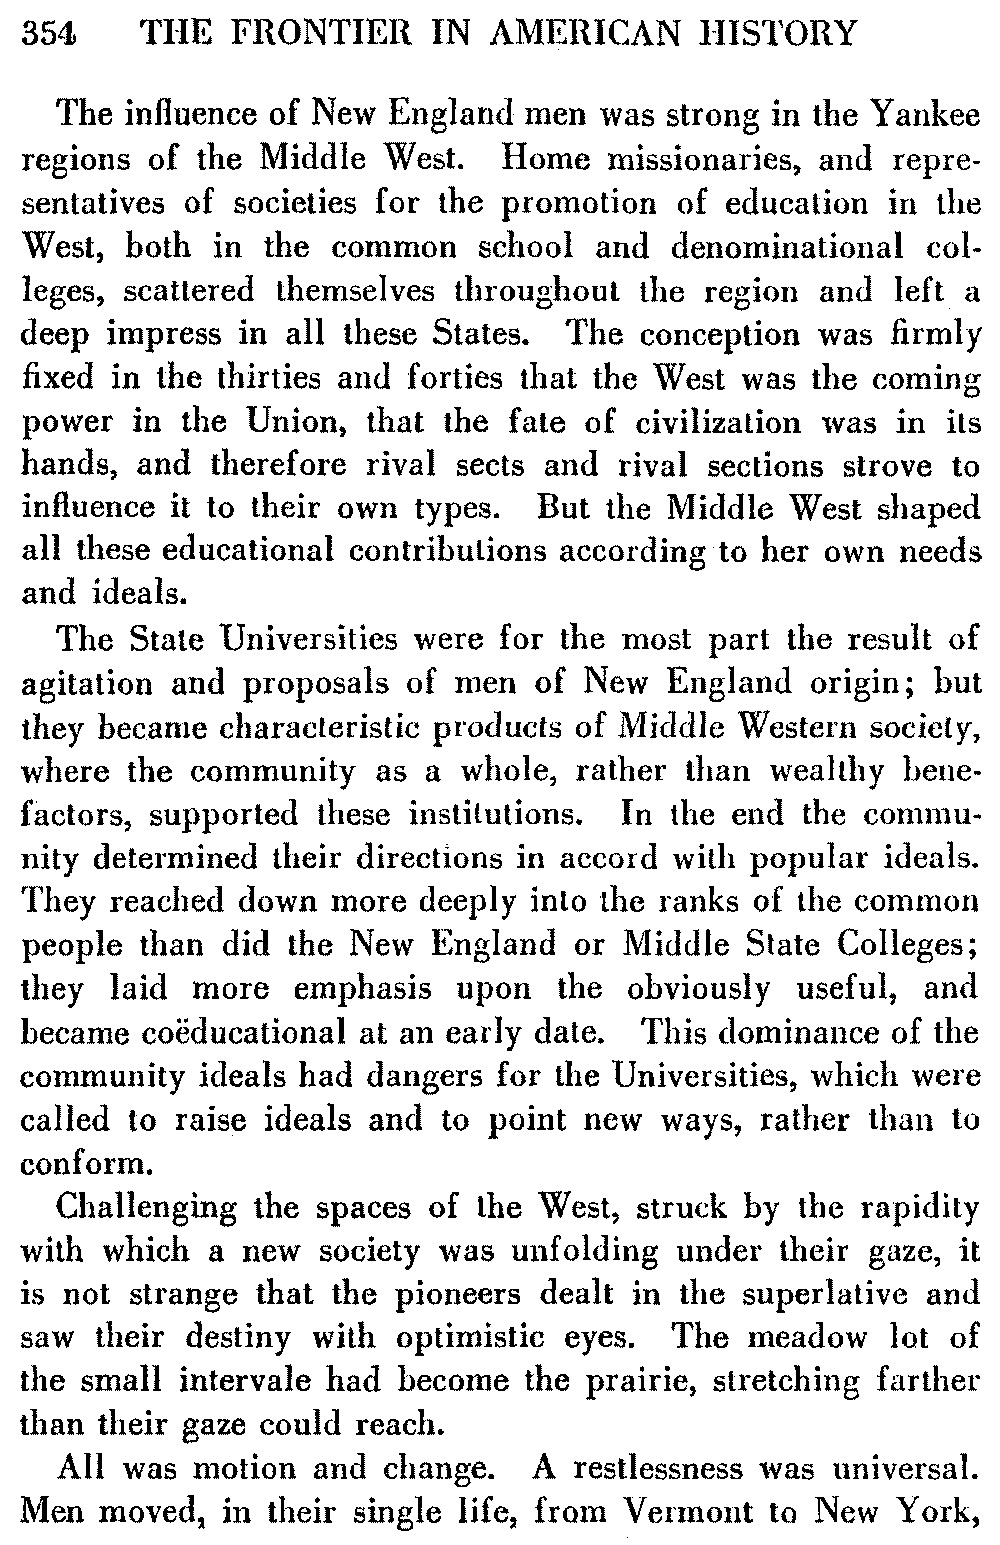 354 THE FRONTIER IN AMERICAN HISTORY
The influence of New England men was strong in the Yankee
regions of the Middle West. Home missionaries, and repre-
sentatives of societies for the promotion of education in the
West, both in the common school and denominational col-
leges, scattered themselves throughout the region and left a
deep impress in all these States. The conception was firmly
fixed in the thirties and forties that the West was the coming
power in the Union, that the fate of civilization was in its
hands, and therefore rival sects and rival sections strove to
influence it to their own types. But the Middle West shaped
all these educational contributions according to her own needs
and ideals.
The State Universities were for the most part the result of
agitation and proposals of men of New England origin; but
they became characteristic products of Middle Western society,
where the community as a whole, rather than wealthy bene-
factors, supported these institutions. In the end the commu-
nity determined their directions in accord with popular ideals.
They reached down more deeply into the ranks of the common
people than did the New England or Middle State Colleges;
they laid more emphasis upon the obviously useful, and
became coëducational at an early date. This dominance of the
community ideals had dangers for the Universities, which were
called to raise ideals and to point new ways, rather than to
conform.
Challenging the spaces of the West, struck by the rapidity
with which a new society was unfolding under their gaze, it
is not strange that the pioneers dealt in the superlative and
saw their destiny with optimistic eyes. The meadow lot of
the small intervale had become the prairie, stretching farther
than their gaze could reach.
All was motion and change. A restlessness was universal.
Men moved, in their single life, from Vermont to New York,